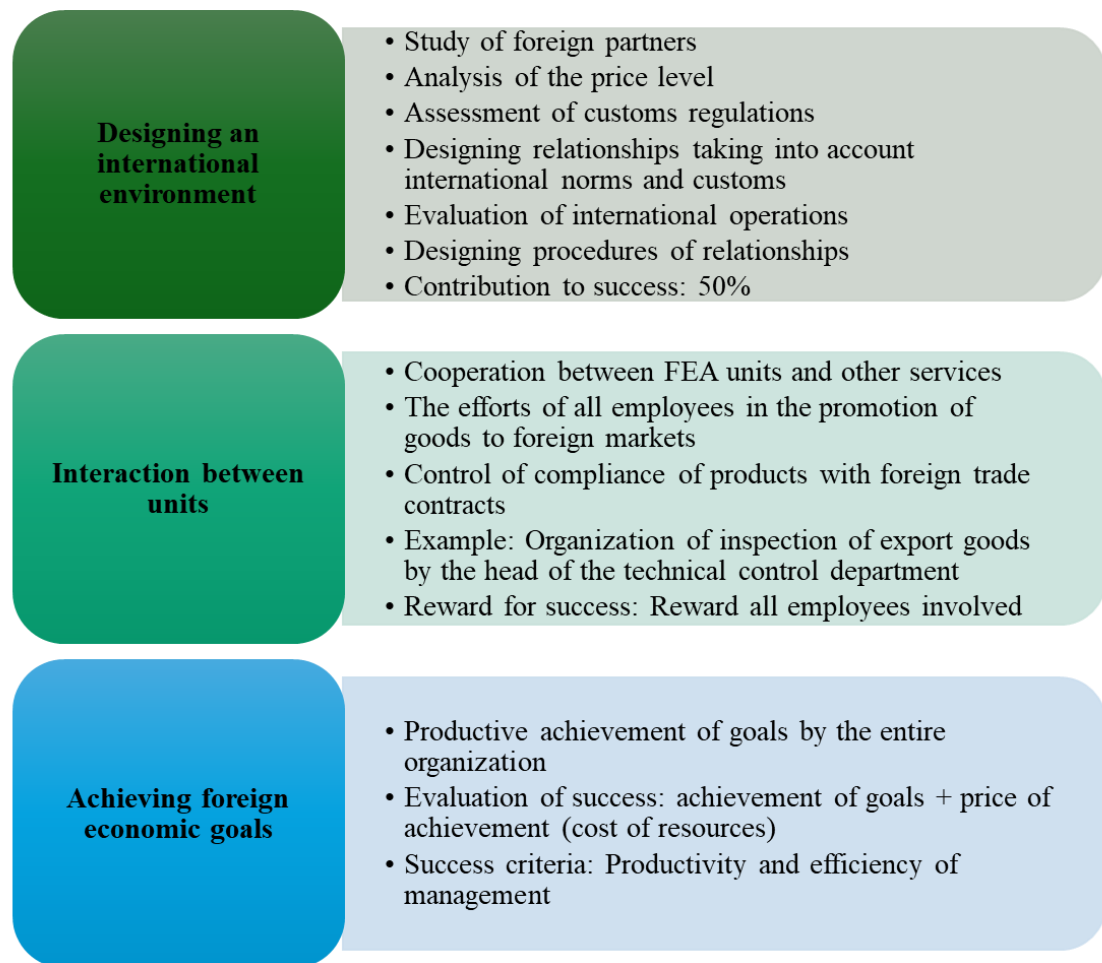 Designing an
international
environment
• Study of foreign partners
• Analysis of the price level
• Assessment of customs regulations
• Designing relationships taking into account
international norms and customs
• Evaluation of international operations
• Designing procedures of relationships
• Contribution to success: 50%
Interaction between
units
• Cooperation between FEA units and other services
• The efforts of all employees in the promotion of
goods to foreign markets
• Control of compliance of products with foreign trade
contracts
• Example: Organization of inspection of export goods
by the head of the technical control department
• Reward for success: Reward all employees involved
Achieving foreign
economic goals
• Productive achievement of goals by the entire
organization
• Evaluation of success: achievement of goals + price of
achievement (cost of resources)
• Success criteria: Productivity and efficiency of
management